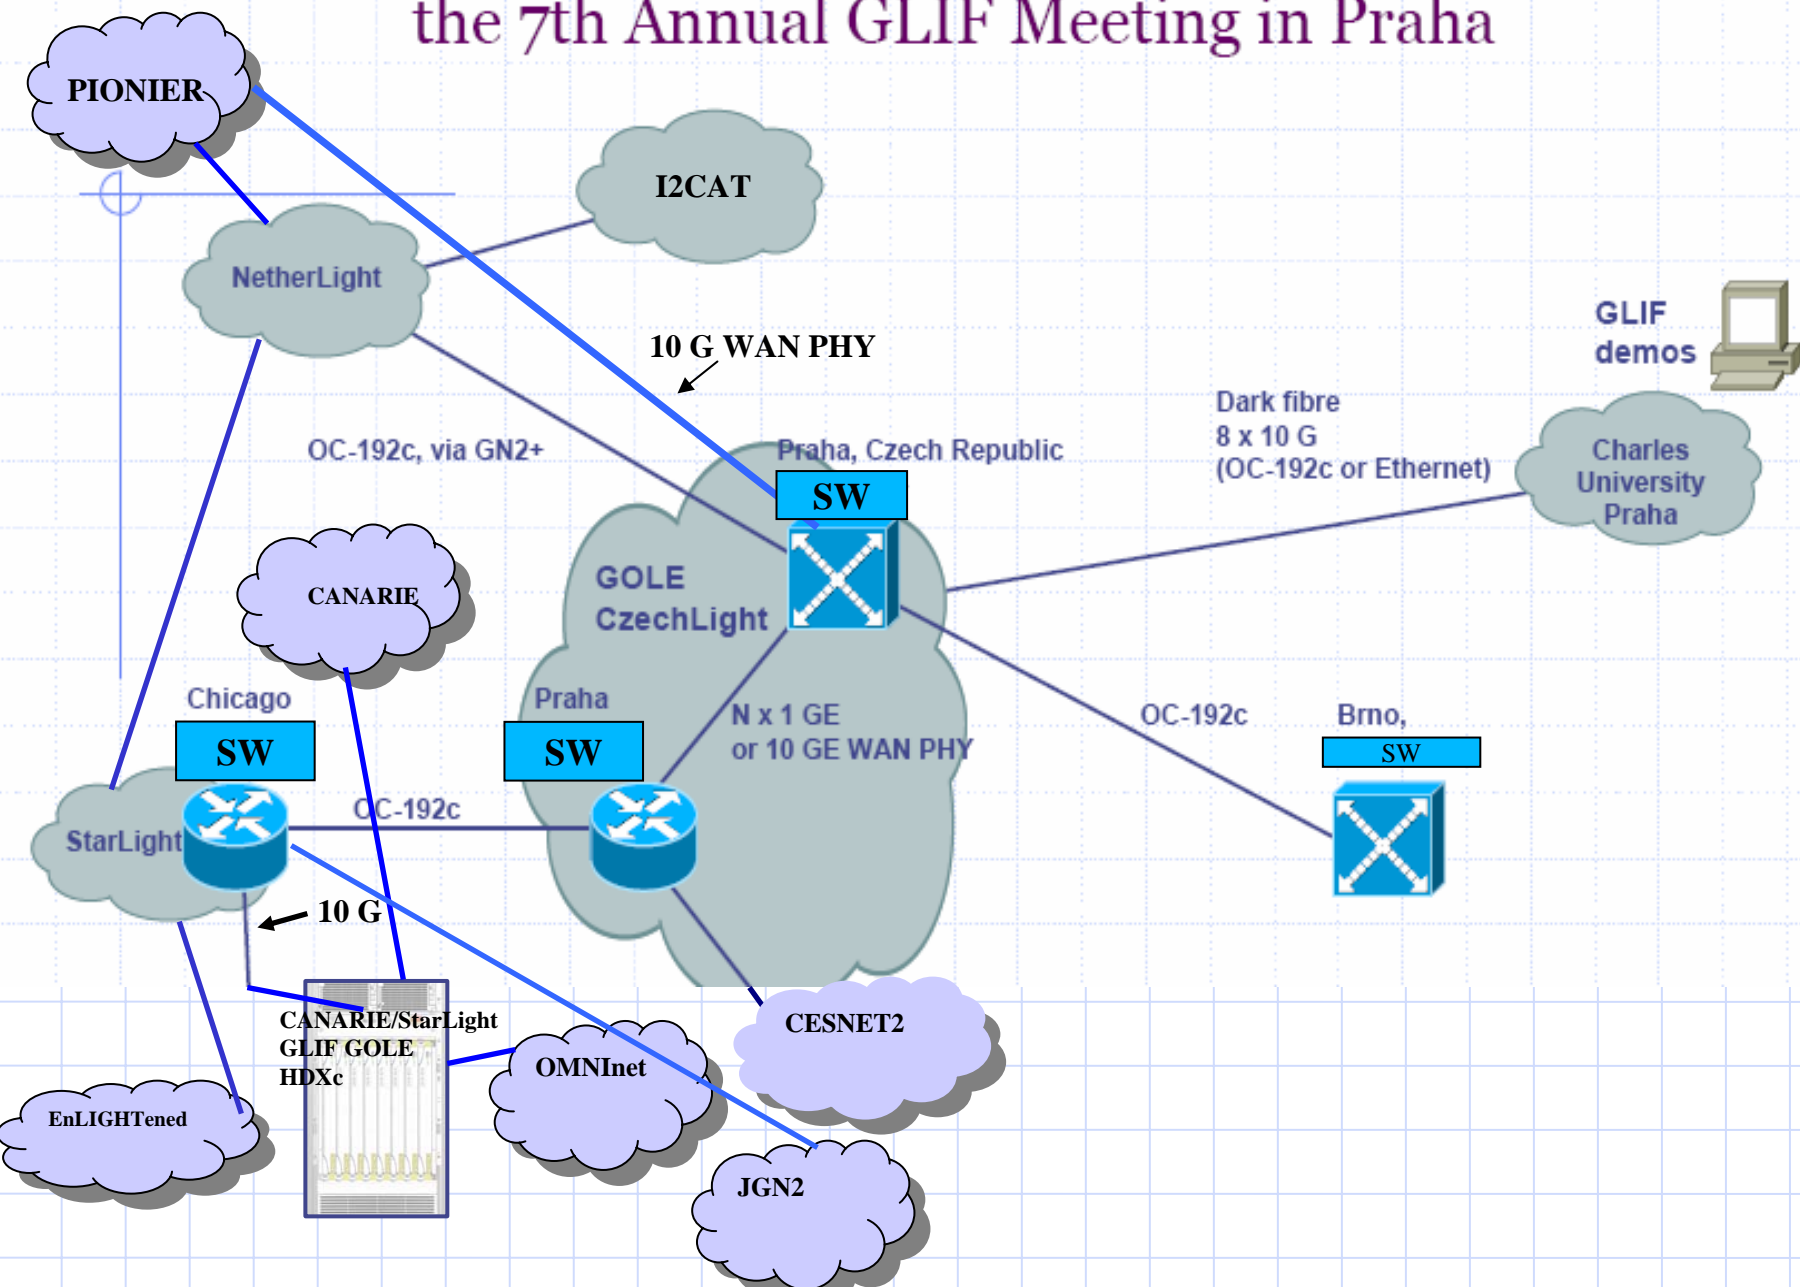 the 7th Annual GLIF Meeting in Praha
PIONIER
I2CAT
NetherLight
GLIF
demos
10 G WAN PHY
Dark fibre
8 x 10 G
(OC-192c or Ethernet)
Charles
University
Praha
OC-192c, via GN2+
Praha, Czech Republic
SW
GOLE
CzechLight
CANARIE
Chicago
SW
Praha
SW
N x 1 GE
or 10 GE WAN PHY
OC-192c
Brno,
SW
OC-192c
StarLight
10 G
CANARIE/StarLight
GLIF GOLE
HDXc
CESNET2
OMNInet
EnLIGHTened
JGN2